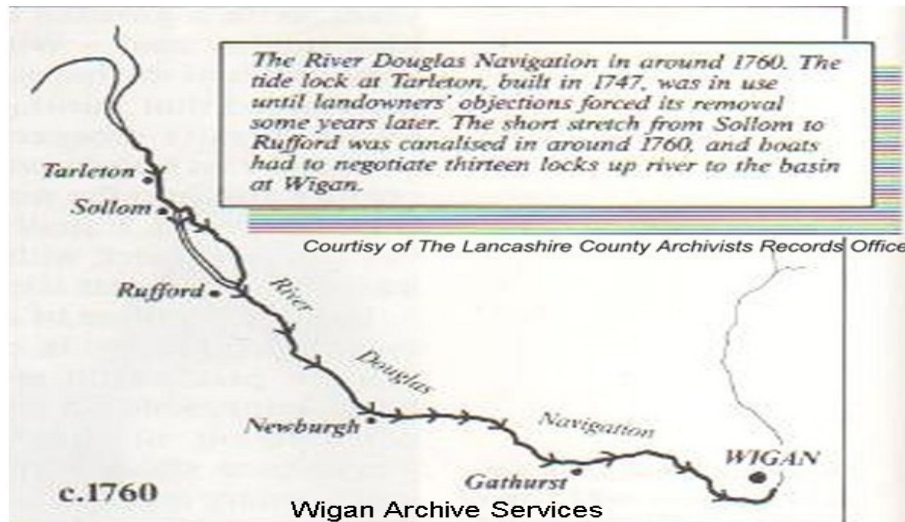 The River Douglas Navigation in around 1760. The
tide lock at Tarleton, built in 1747, was in use
until landowners' objections forced its removal
some years later. The short stretch from Sollom to
Rufford was canalised in around 1760, and boats
had to negotiate thirteen locks up river to the basin
at Wigan.
Courtisy of The Lancashire County Archivists Records Office
Tarleton
Sollom
Rufford
River
Douglas
Navigation
Newburgh
Gathurst
WIGAN
c.1760
Wigan Archive Services